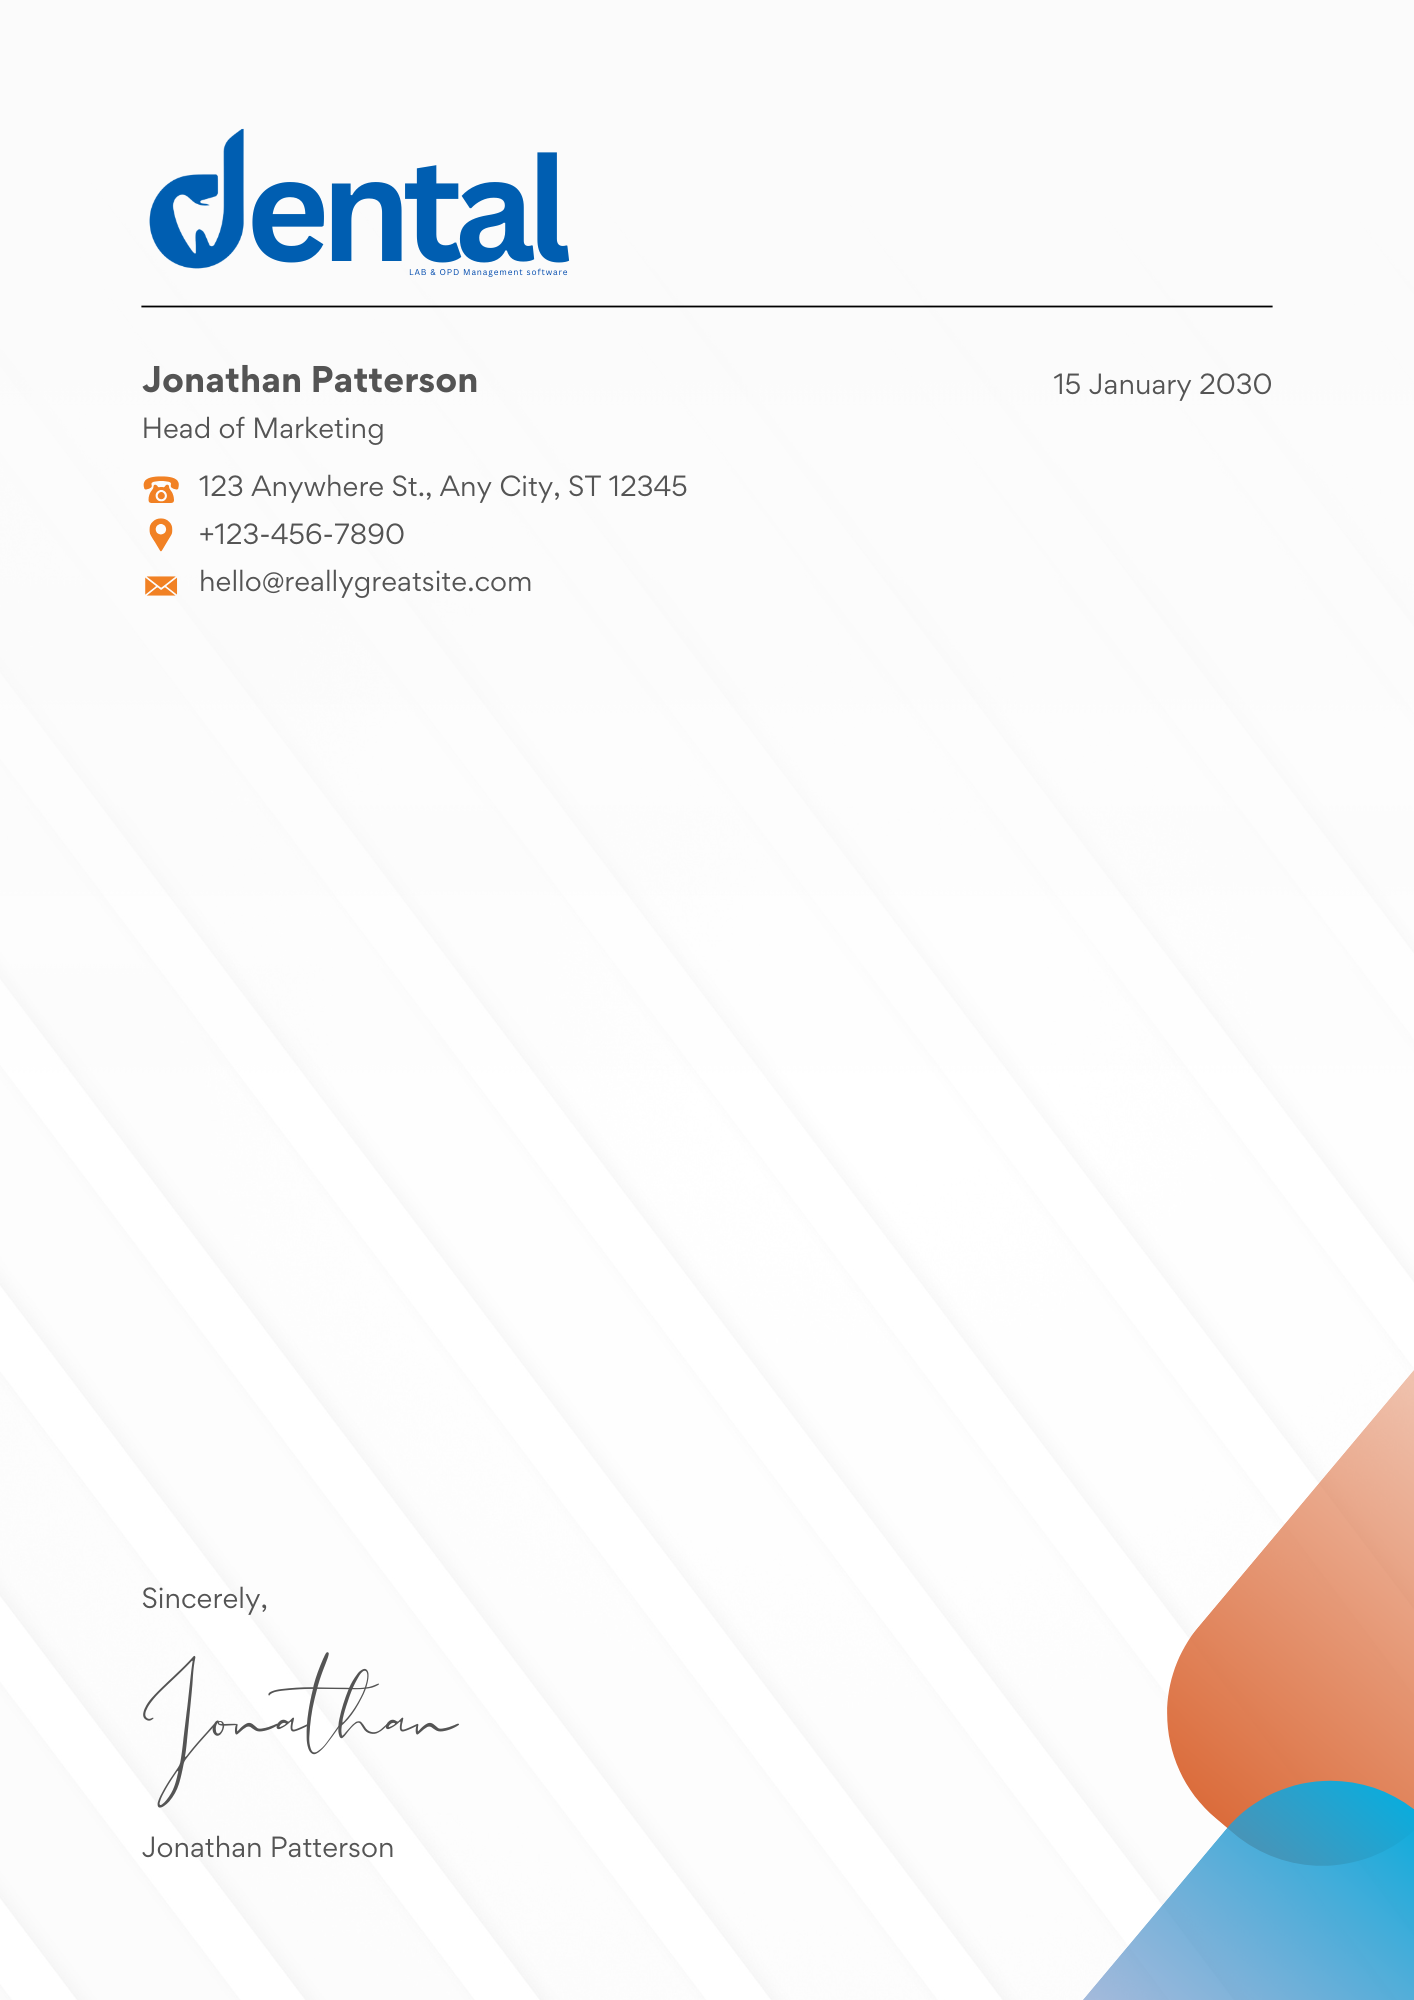 dental
LAB & OPD Management software
Jonathan Patterson
15 January 2030
Head of Marketing
123 Anywhere St., Any City, ST 12345
+123-456-7890
hello@reallygreatsite.com
Sincerely,
Jonathan
Jonathan Patterson